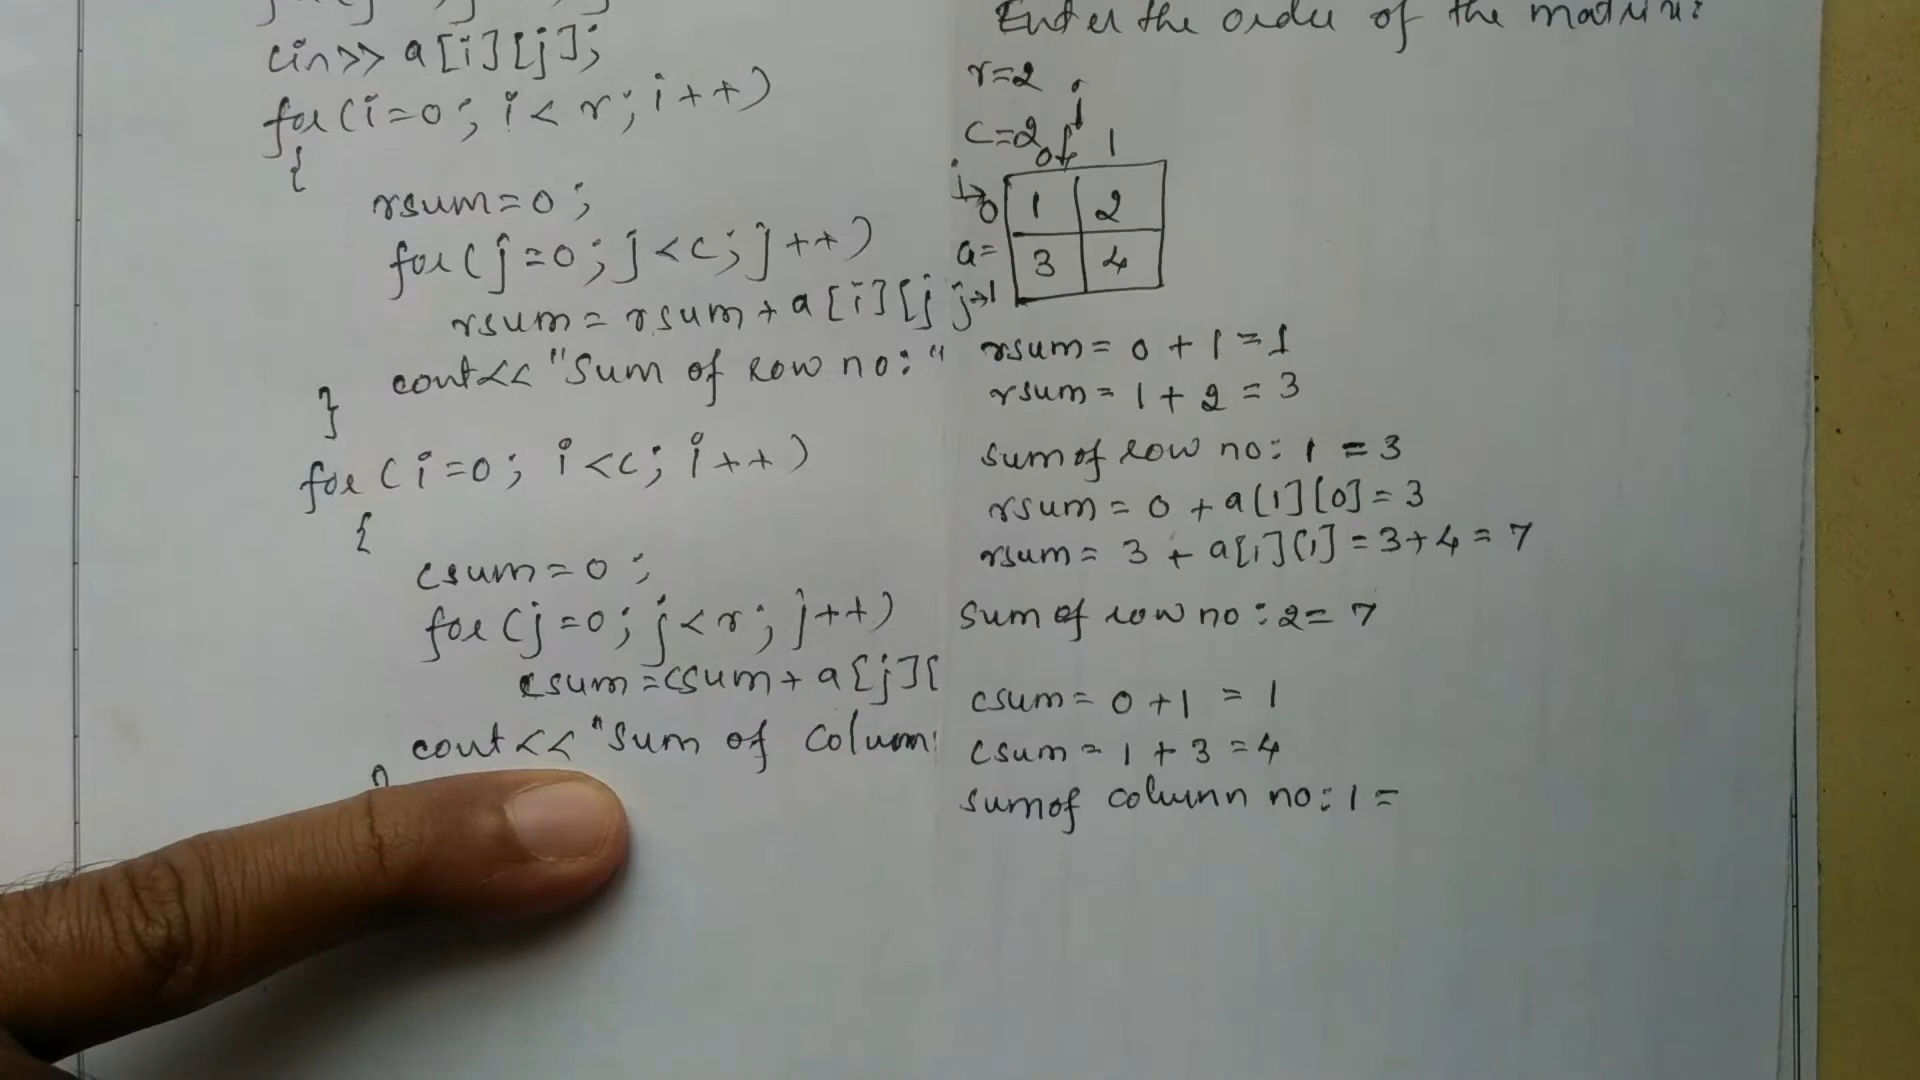 cin>> a[i][j];
for(i=0; i<r; i++)
{
rsum=0;
for(j=0; j<c; j++)
rsum= rsum+a[i][j
cout<< "Sum of row no:"
}
for(i=0; i<c; i++)
{
csum=0;
for(j=0; j<r; j++)
csum=csum+a[j][
cout<< "Sum of Column
Enter the order of the matrix:
r=2
c=2
j
0 1
i→0 1 2
a=
→1 3 4
rsum= 0+1=1
rsum= 1+2=3
sum of row no: 1 =3
rsum= 0 +a[1][0]=3
rsum= 3 + a[1][1]=3+4=7
Sum of row no:2=7
csum= 0+1 = 1
csum= 1+3=4
sum of column no:1=